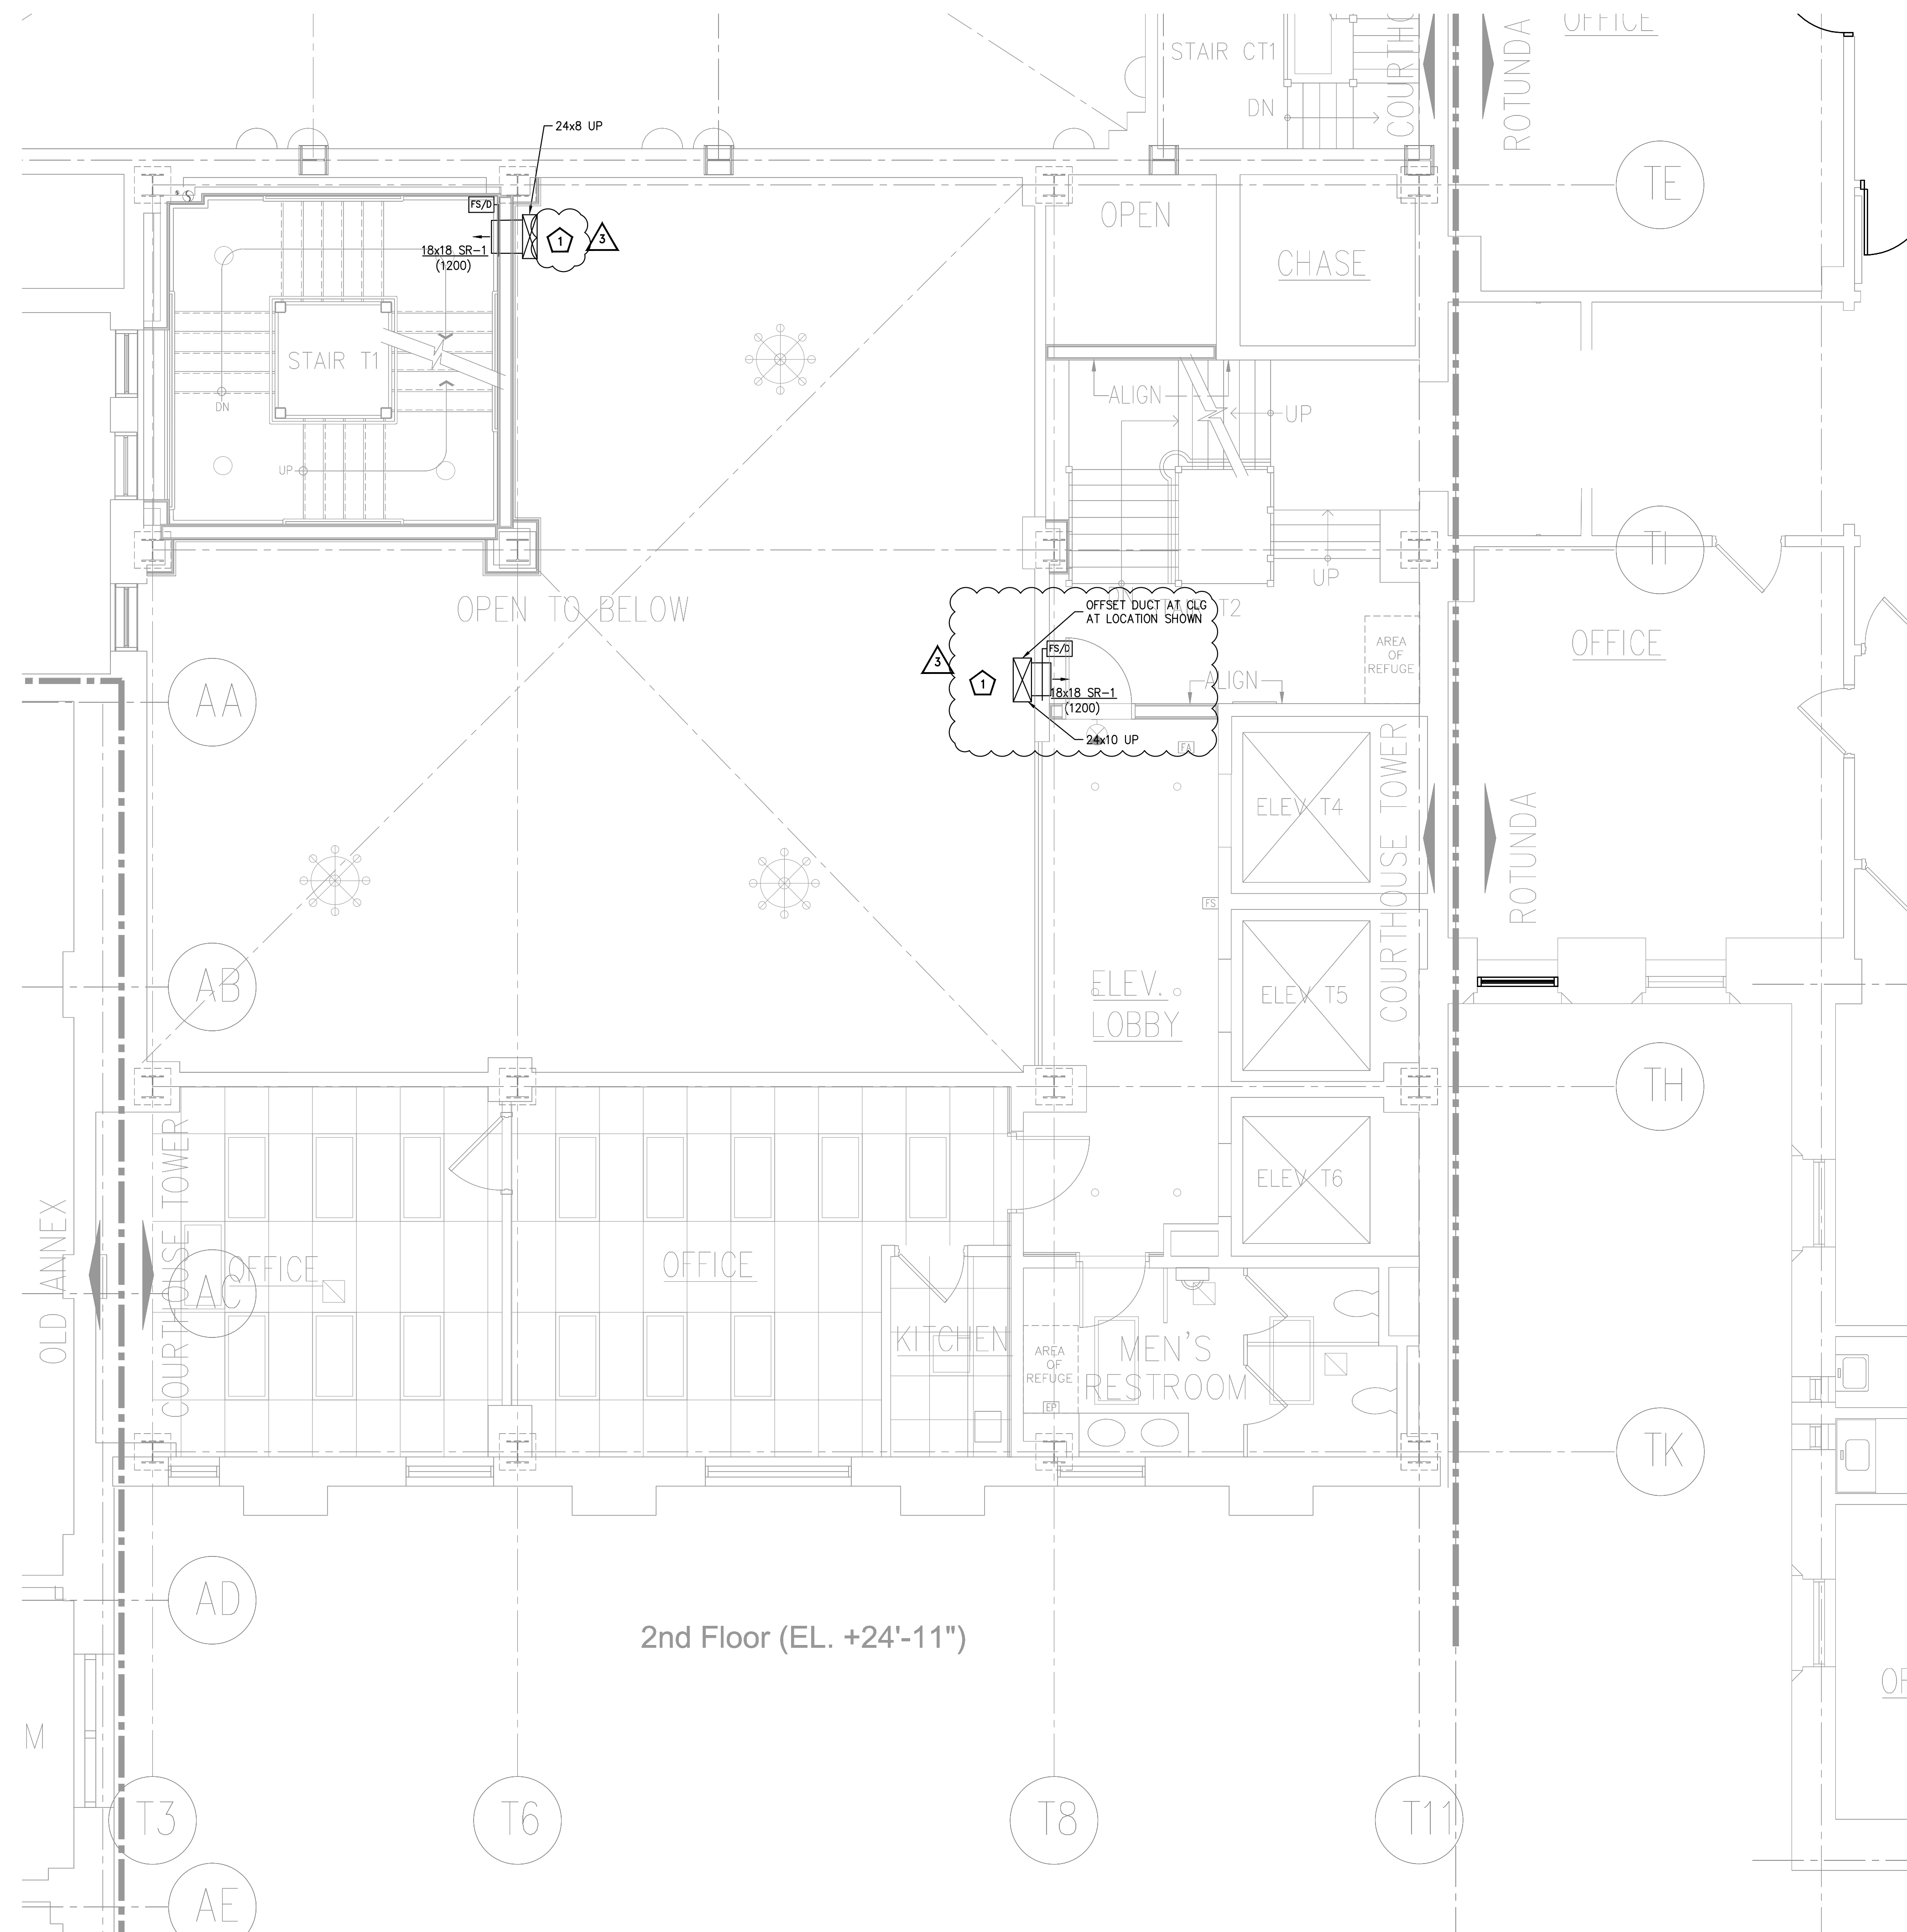 OFFICE
STAIR CT1
DN
COURTHO
ROTUNDA
24x8 UP
FS/D
18x18 SR-1
(1200)
1
3
TE
OPEN
CHASE
STAIR T1
DN
UP
ALIGN
UP
UP
TI
OPEN TO BELOW
DN
OFFSET DUCT AT CLG
AT LOCATION SHOWN
T2
FS/D
3
1
18x18 SR-1
(1200)
24x10 UP
AREA
OF
REFUGE
ALIGN
OFFICE
FA
AA
ELEV T4
COURTHOUSE TOWER
ROTUNDA
FS
AB
ELEV.
LOBBY
ELEV T5
TH
ELEV T6
OLD ANNEX
COURTHOUSE TOWER
OFFICE
AC
OFFICE
KITCHEN
AREA
OF
REFUGE
EP
MEN'S
RESTROOM
TK
AD
2nd Floor (EL. +24'-11")
OF
M
T3
T6
T8
T11
AE